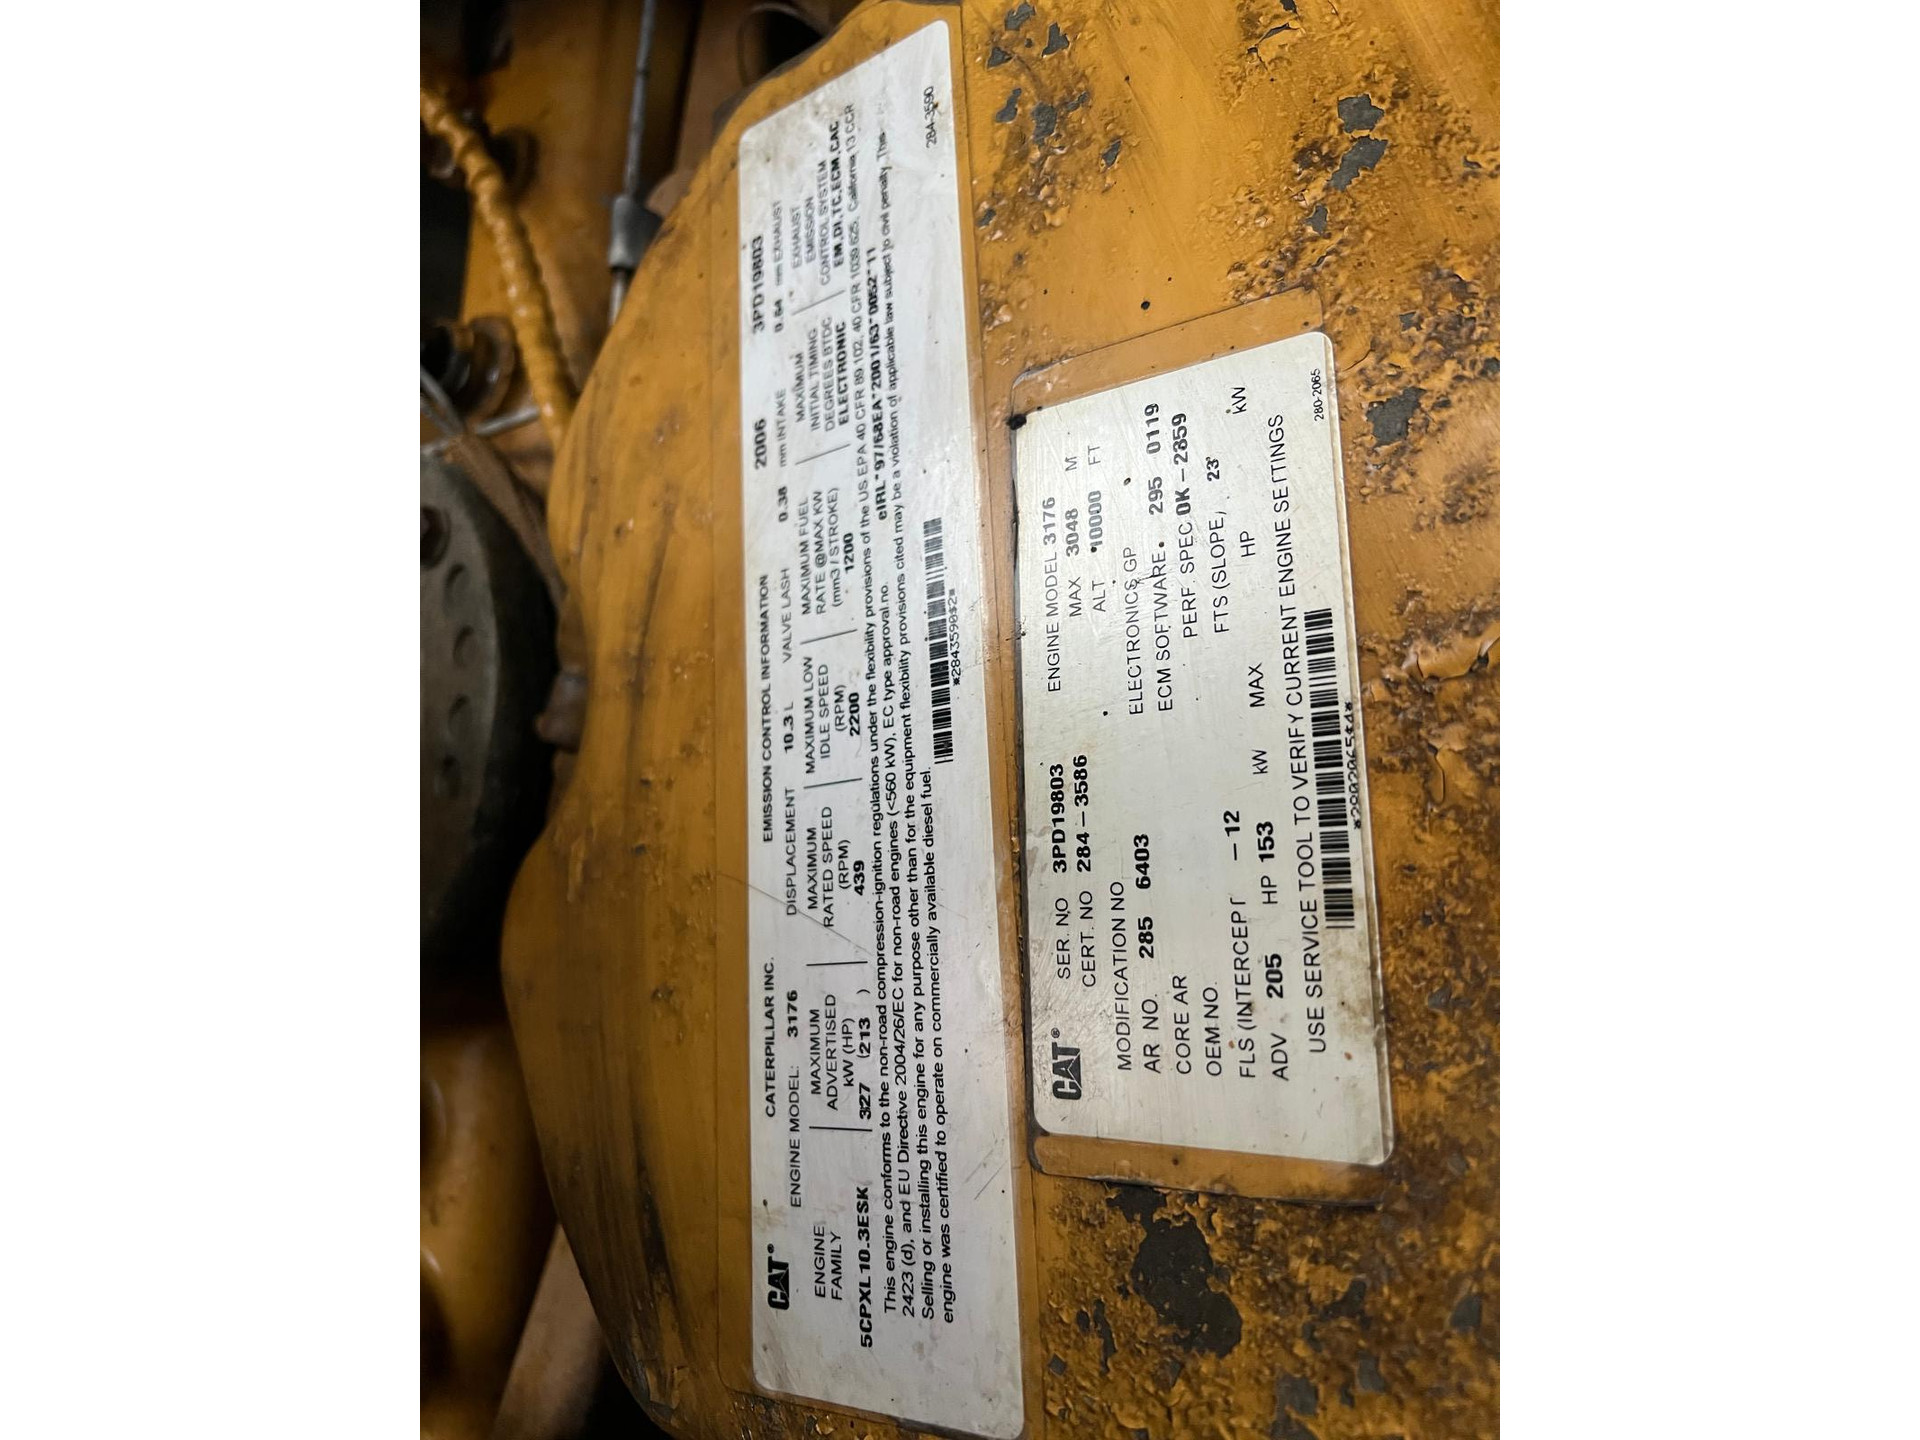 CATERPILLAR INC. EMISSION CONTROL INFORMATION 2006 3PD19803
CAT®
ENGINE MODEL: 3176 DISPLACEMENT 10.3 L VALVE LASH 0.38 mm INTAKE 0.64 mm EXHAUST
ENGINE FAMILY
MAXIMUM ADVERTISED kW (HP)
MAXIMUM RATED SPEED (RPM)
MAXIMUM LOW IDLE SPEED (RPM)
MAXIMUM FUEL RATE @MAX KW (mm3 / STROKE)
MAXIMUM INITIAL TIMING DEGREES BTDC
EXHAUST EMISSION CONTROL SYSTEM
5CPXL10.3ESK 327 (213 ) 439 2200 1200 ELECTRONIC EM,DI,TC,ECM,CAC
This engine conforms to the non-road compression-ignition regulations under the flexibility provisions of the US EPA 40 CFR 89.102, 40 CFR 1039.625, California 13 CCR
2423 (d), and EU Directive 2004/26/EC for non-road engines (<560 kW), EC type approval no. eIRL*97/68EA*2001/63*0052*11
Selling or installing this engine for any purpose other than for the equipment flexibility provisions cited may be a violation of applicable law subject to civil penalty. This
engine was certified to operate on commercially available diesel fuel.
*2843590$2*
284-3590
CAT®
SER. NO 3PD19803 ENGINE MODEL 3176
CERT. NO 284-3586 MAX 3048 M
ALT 10000 FT
MODIFICATION NO
AR NO. 285 6403 ELECTRONICS GP
CORE AR ECM SOFTWARE. 295 0119
OEM NO. PERF. SPEC 0K-2859
FLS (INTERCEPT -12 FTS (SLOPE, 23
ADV 205 HP 153 kW MAX HP kW
USE SERVICE TOOL TO VERIFY CURRENT ENGINE SETTINGS
280-2065